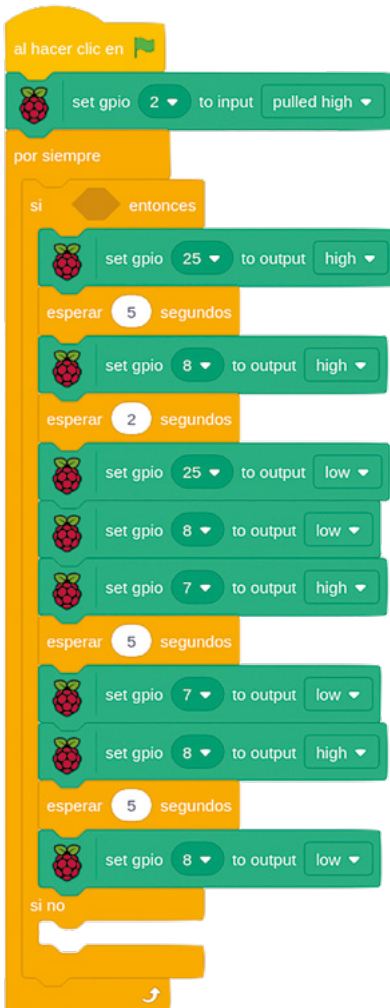 al hacer clic en
set gpio 2 to input pulled high
por siempre
si entonces
set gpio 25 to output high
esperar 5 segundos
set gpio 8 to output high
esperar 2 segundos
set gpio 25 to output low
set gpio 8 to output low
set gpio 7 to output high
esperar 5 segundos
set gpio 7 to output low
set gpio 8 to output high
esperar 5 segundos
set gpio 8 to output low
si no